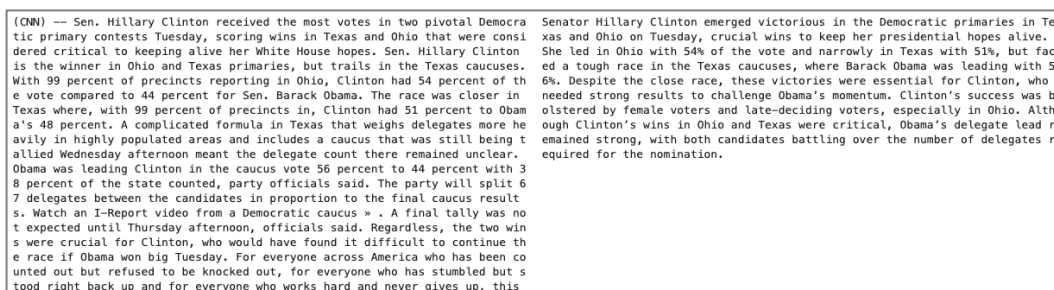 (CNN) -- Sen. Hillary Clinton received the most votes in two pivotal Democra
tic primary contests Tuesday, scoring wins in Texas and Ohio that were consi
dered critical to keeping alive her White House hopes. Sen. Hillary Clinton
is the winner in Ohio and Texas primaries, but trails in the Texas caucuses.
With 99 percent of precincts reporting in Ohio, Clinton had 54 percent of th
e vote compared to 44 percent for Sen. Barack Obama. The race was closer in
Texas where, with 99 percent of precincts in, Clinton had 51 percent to Obam
a's 48 percent. A complicated formula in Texas that weighs delegates more he
avily in highly populated areas and includes a caucus that was still being t
allied Wednesday afternoon meant the delegate count there remained unclear.
Obama was leading Clinton in the caucus vote 56 percent to 44 percent with 3
8 percent of the state counted, party officials said. The party will split 6
7 delegates between the candidates in proportion to the final caucus result
s. Watch an I-Report video from a Democratic caucus » . A final tally was no
t expected until Thursday afternoon, officials said. Regardless, the two win
s were crucial for Clinton, who would have found it difficult to continue th
e race if Obama won big Tuesday. For everyone across America who has been co
unted out but refused to be knocked out, for everyone who has stumbled but s
tood right back up and for everyone who works hard and never gives up, this
Senator Hillary Clinton emerged victorious in the Democratic primaries in Te
xas and Ohio on Tuesday, crucial wins to keep her presidential hopes alive.
She led in Ohio with 54% of the vote and narrowly in Texas with 51%, but fac
ed a tough race in the Texas caucuses, where Barack Obama was leading with 5
6%. Despite the close race, these victories were essential for Clinton, who
needed strong results to challenge Obama's momentum. Clinton's success was b
olstered by female voters and late-deciding voters, especially in Ohio. Alth
ough Clinton's wins in Ohio and Texas were critical, Obama's delegate lead r
emained strong, with both candidates battling over the number of delegates r
equired for the nomination.